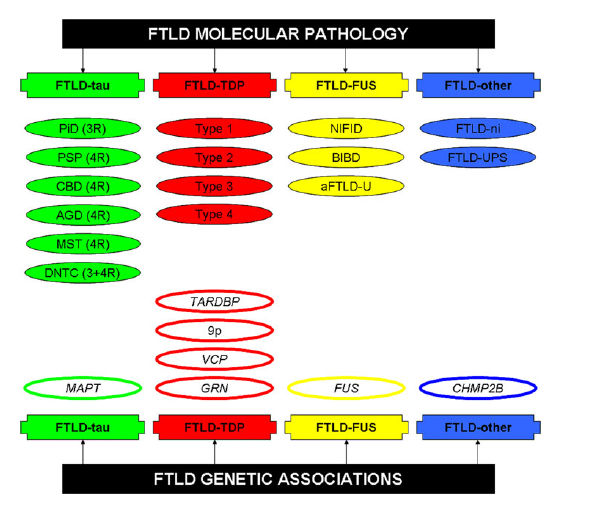 FTLD MOLECULAR PATHOLOGY
FTLD-tau FTLD-TDP FTLD-FUS FTLD-other
PiD (3R) Type 1 NIFID FTLD-ni
PSP (4R) Type 2 BIBD FTLD-UPS
CBD (4R) Type 3 aFTLD-U
AGD (4R) Type 4
MST (4R)
DNTC (3+4R)
TARDBP
9p
VCP
MAPT GRN FUS CHMP2B
FTLD-tau FTLD-TDP FTLD-FUS FTLD-other
FTLD GENETIC ASSOCIATIONS